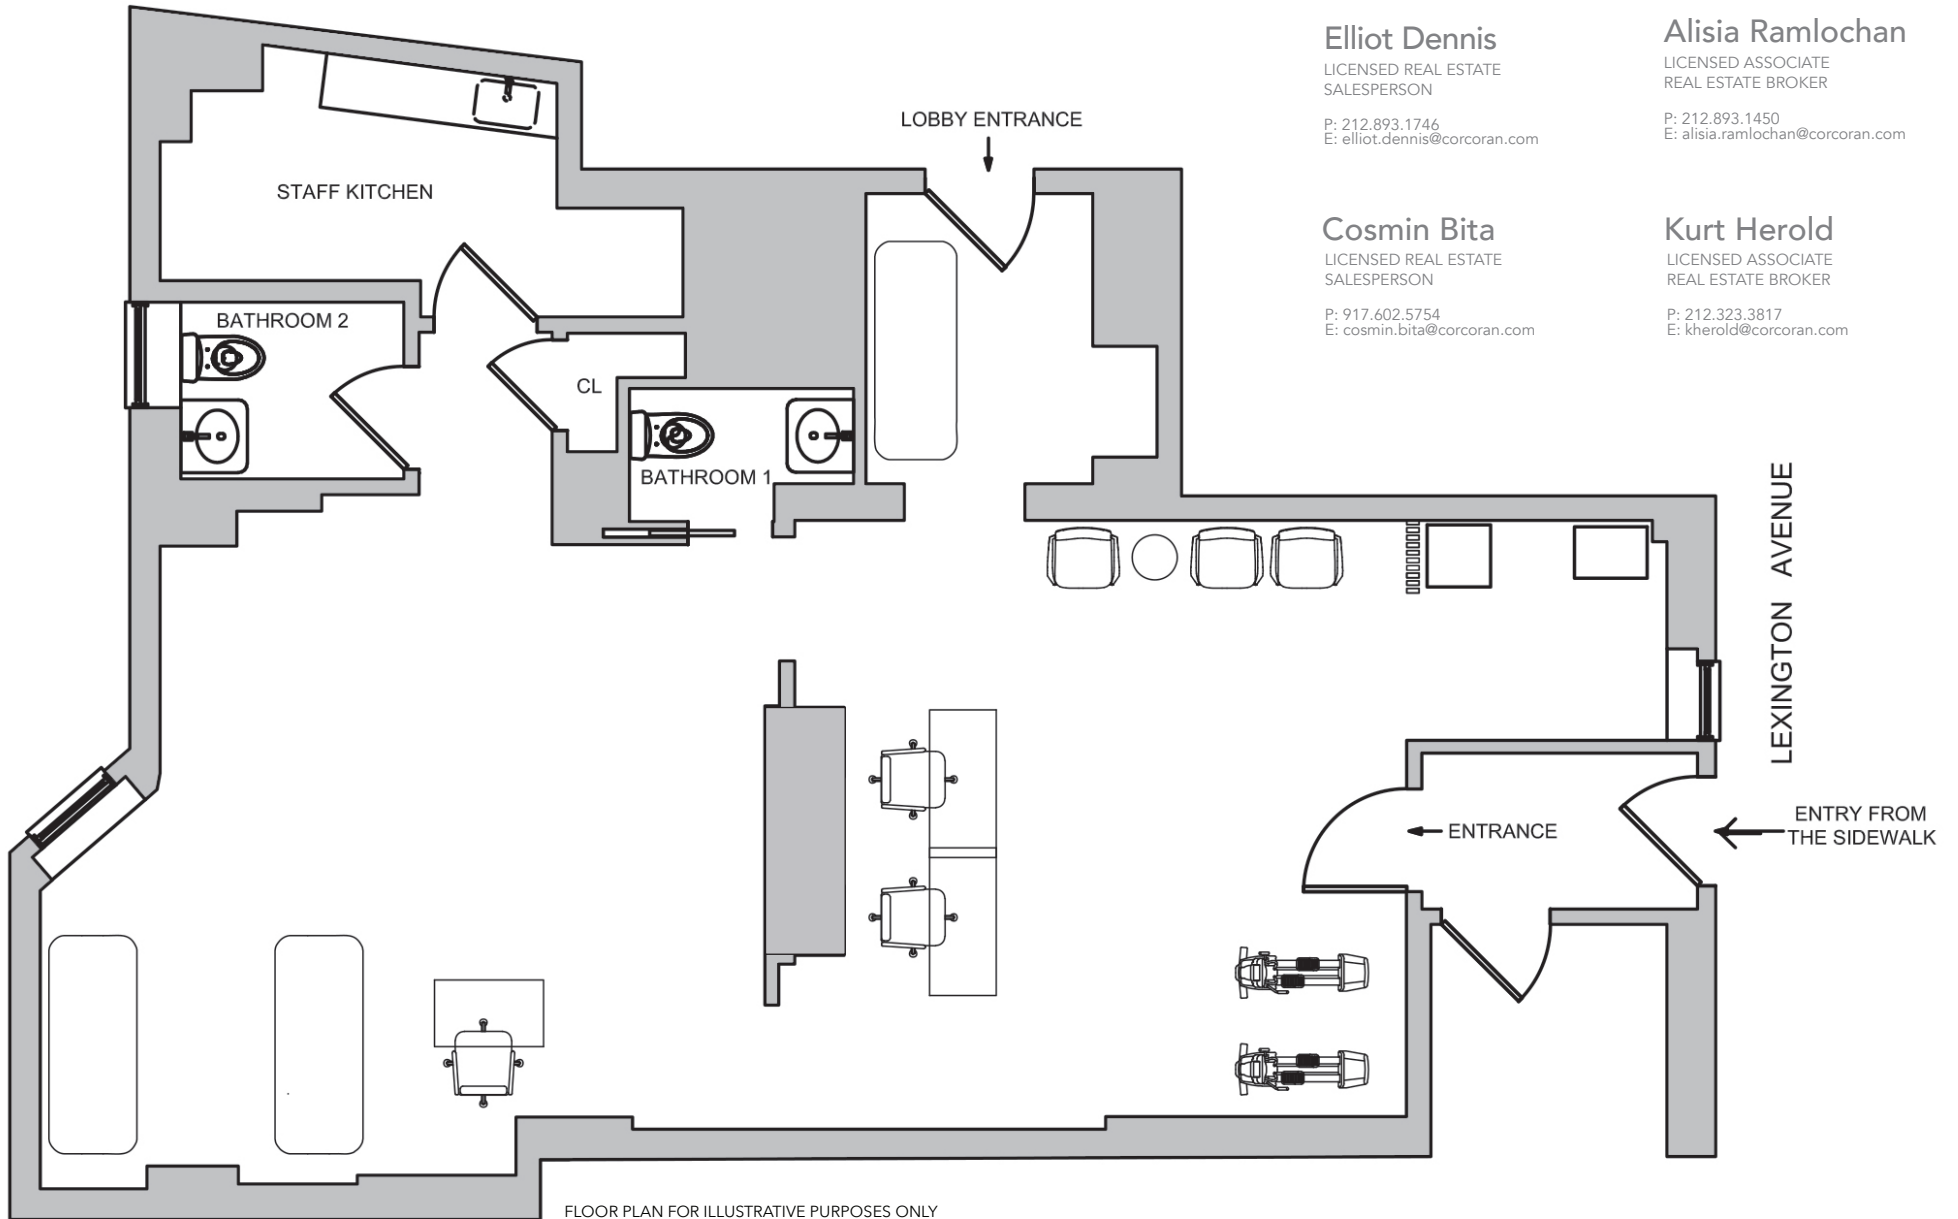 Elliot Dennis
LICENSED REAL ESTATE
SALESPERSON
P: 212.893.1746
E: elliot.dennis@corcoran.com
Alisia Ramlochan
LICENSED ASSOCIATE
REAL ESTATE BROKER
P: 212.893.1450
E: alisia.ramlochan@corcoran.com
Cosmin Bita
LICENSED REAL ESTATE
SALESPERSON
P: 917.602.5754
E: cosmin.bita@corcoran.com
Kurt Herold
LICENSED ASSOCIATE
REAL ESTATE BROKER
P: 212.323.3817
E: kherold@corcoran.com
LOBBY ENTRANCE
STAFF KITCHEN
BATHROOM 2
CL
BATHROOM 1
LEXINGTON AVENUE
ENTRANCE
ENTRY FROM
THE SIDEWALK
FLOOR PLAN FOR ILLUSTRATIVE PURPOSES ONLY